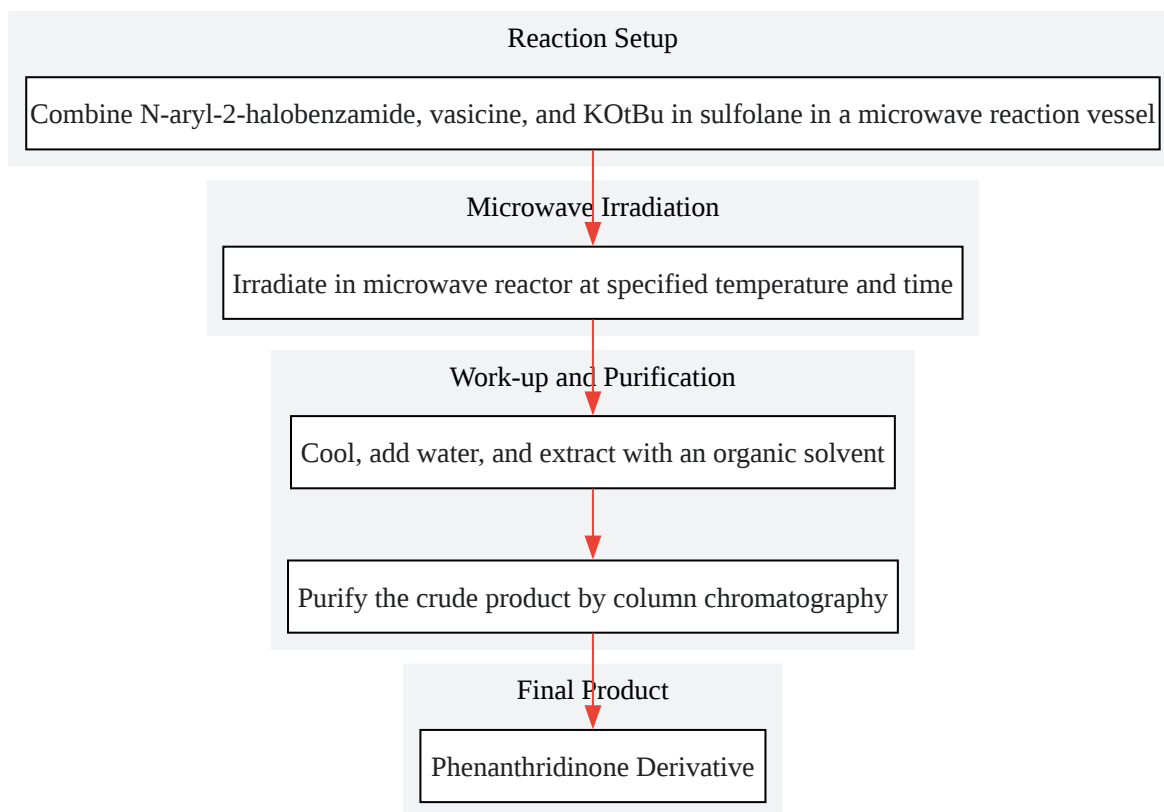 Reaction Setup
Combine N-aryl-2-halobenzamide, vasicine, and KOtBu in sulfolane in a microwave reaction vessel
Microwave Irradiation
Irradiate in microwave reactor at specified temperature and time
Work-up and Purification
Cool, add water, and extract with an organic solvent
Purify the crude product by column chromatography
Final Product
Phenanthridinone Derivative